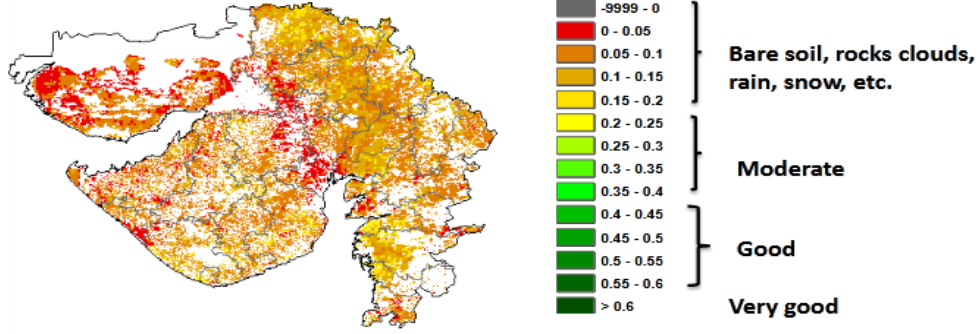 -9999 - 0
0 - 0.05
0.05 - 0.1
0.1 - 0.15
0.15 - 0.2
Bare soil, rocks clouds,
rain, snow, etc.
0.2 - 0.25
0.25 - 0.3
0.3 - 0.35
0.35 - 0.4
Moderate
0.4 - 0.45
0.45 - 0.5
0.5 - 0.55
0.55 - 0.6
Good
> 0.6
Very good